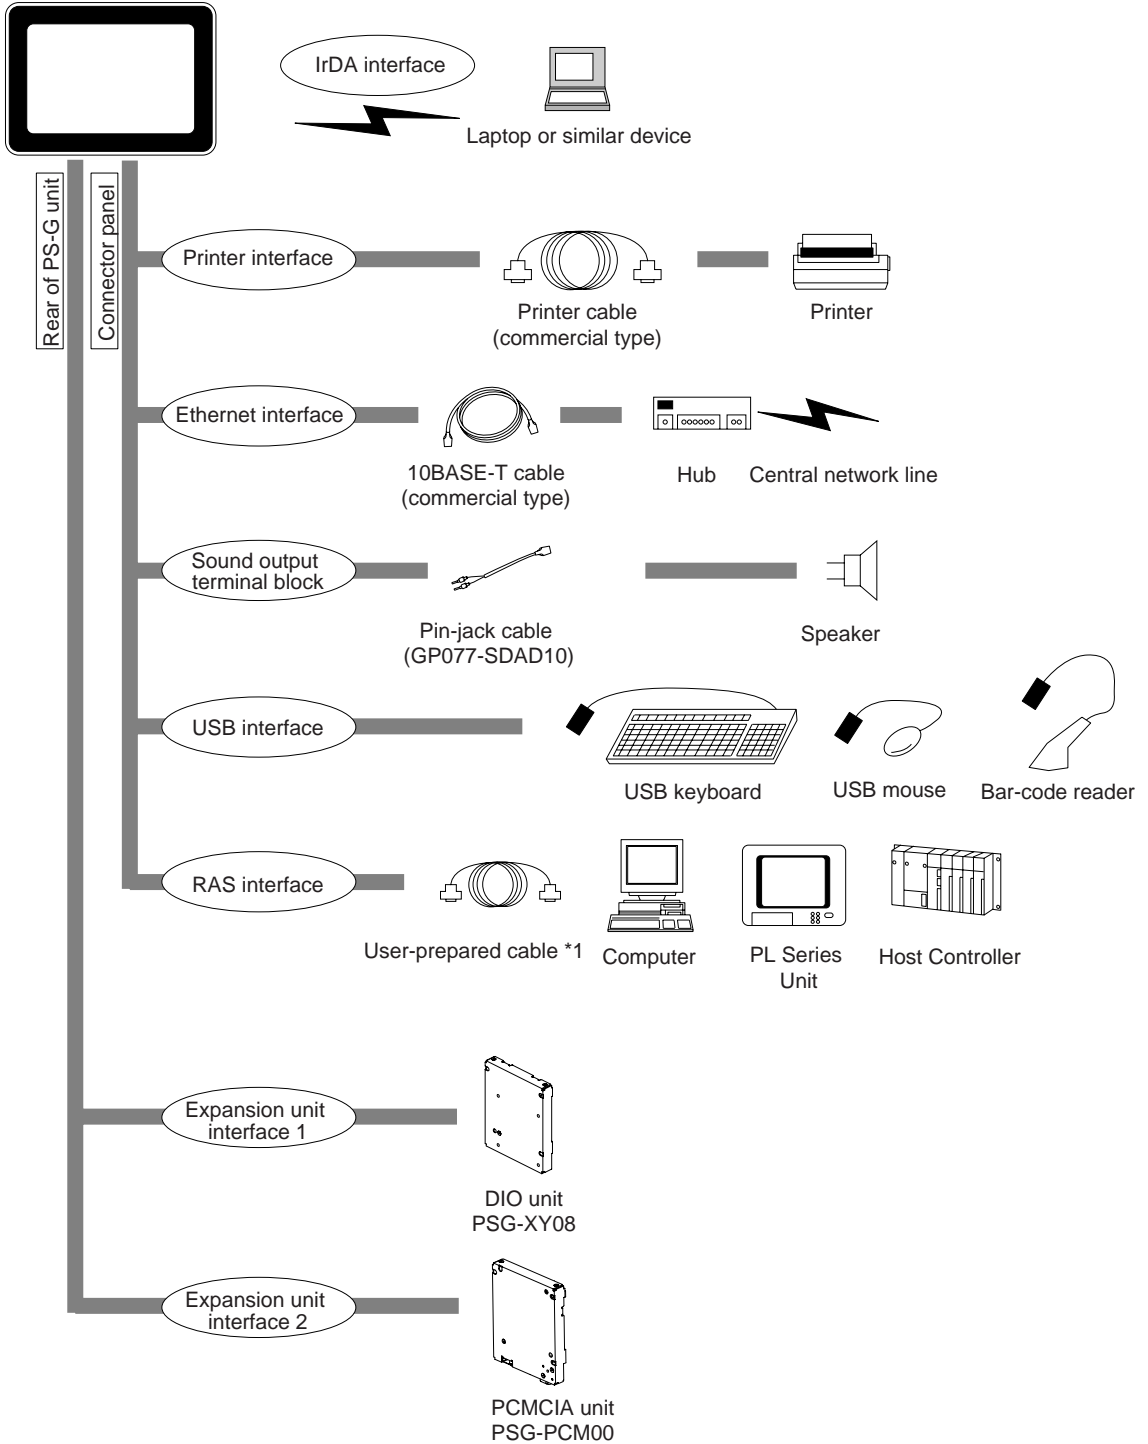 IrDA interface
Laptop or similar device
Rear of PS-G unit
Connector panel
Printer interface
Printer cable
(commercial type)
Printer
Ethernet interface
10BASE-T cable
(commercial type)
Hub
Central network line
Sound output
terminal block
Pin-jack cable
(GP077-SDAD10)
Speaker
USB interface
USB keyboard
USB mouse
Bar-code reader
RAS interface
User-prepared cable *1
Computer
PL Series
Unit
Host Controller
Expansion unit
interface 1
DIO unit
PSG-XY08
Expansion unit
interface 2
PCMCIA unit
PSG-PCM00